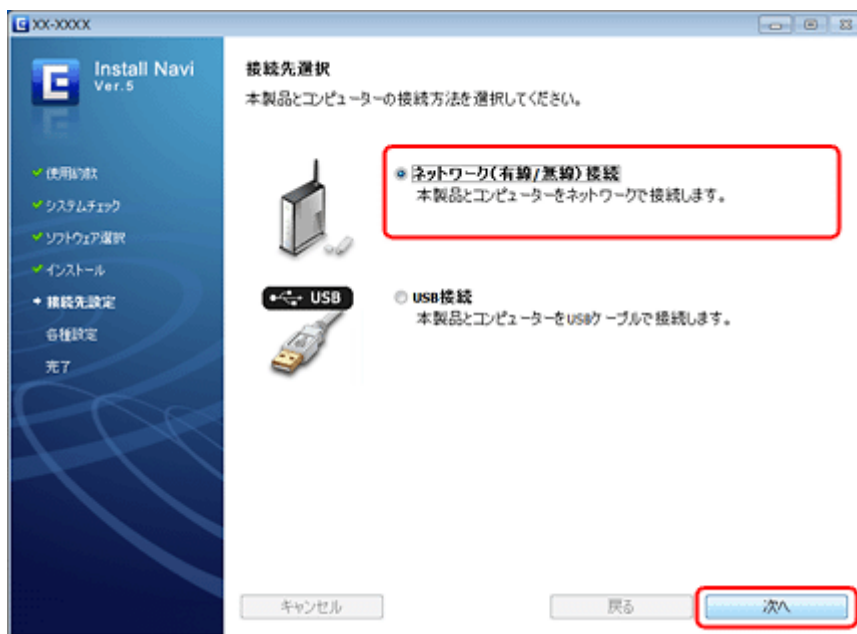 XX-XXXX
Install Navi
Ver.5
使用約款
システムチェック
ソフトウェア選択
インストール
接続先設定
各種設定
完了
接続先選択
本製品とコンピューターの接続方法を選択してください。
ネットワーク(有線/無線)接続
本製品とコンピューターをネットワークで接続します。
USB
USB接続
本製品とコンピューターをUSBケーブルで接続します。
キャンセル
戻る
次へ